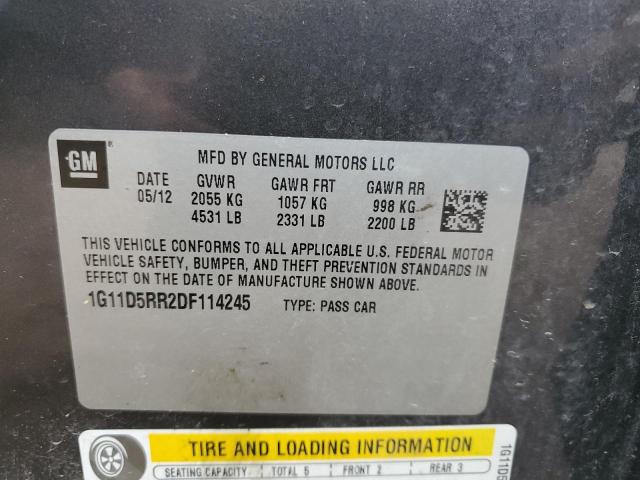 GM
MFD BY GENERAL MOTORS LLC
DATE GVWR GAWR FRT GAWR RR
05/12 2055 KG 1057 KG 998 KG
4531 LB 2331 LB 2200 LB
THIS VEHICLE CONFORMS TO ALL APPLICABLE U.S. FEDERAL MOTOR
VEHICLE SAFETY, BUMPER, AND THEFT PREVENTION STANDARDS IN
EFFECT ON THE DATE OF MANUFACTURE SHOWN ABOVE.
1G11D5RR2DF114245 TYPE: PASS CAR
TIRE AND LOADING INFORMATION
SEATING CAPACITY TOTAL 5 FRONT 2 REAR 3
1G11D5